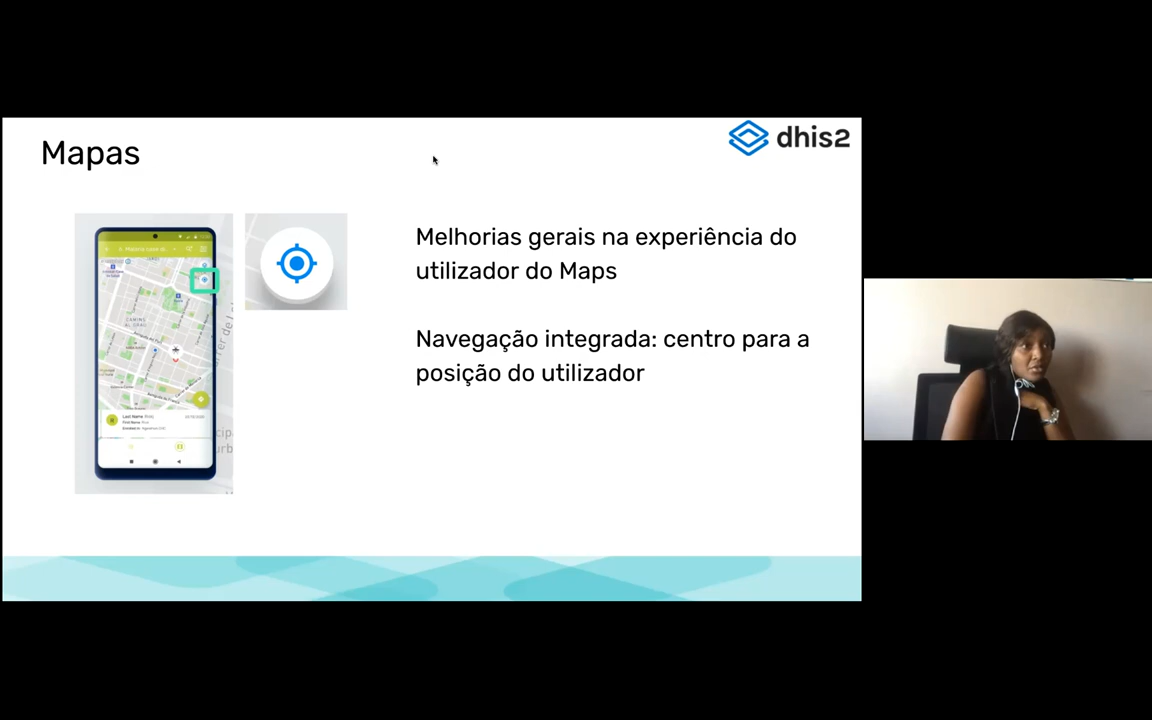 Mapas
dhis2
Melhorias gerais na experiência do
utilizador do Maps
Navegação integrada: centro para a
posição do utilizador